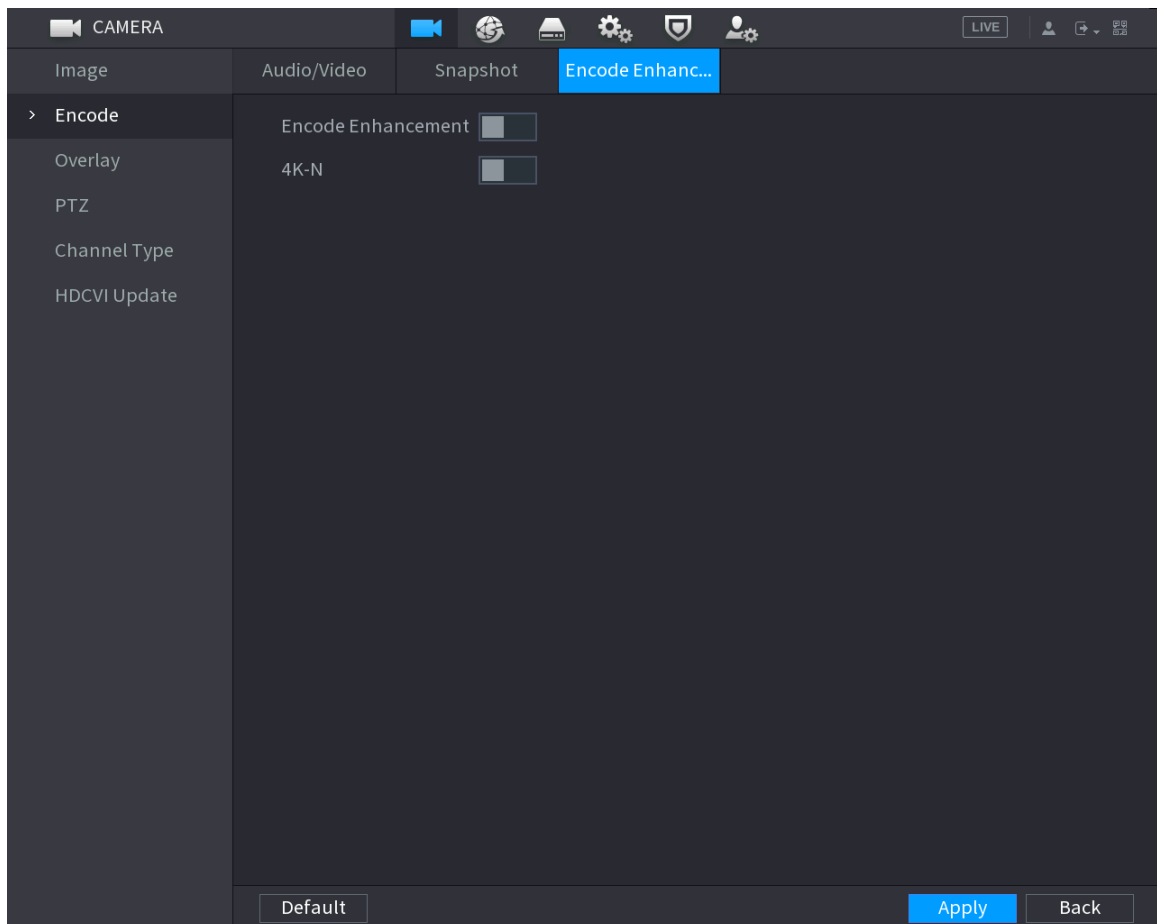 CAMERA
LIVE
Image
Encode
Overlay
PTZ
Channel Type
HDCVI Update
Audio/Video
Snapshot
Encode Enhanc...
Encode Enhancement
4K-N
Default
Apply
Back